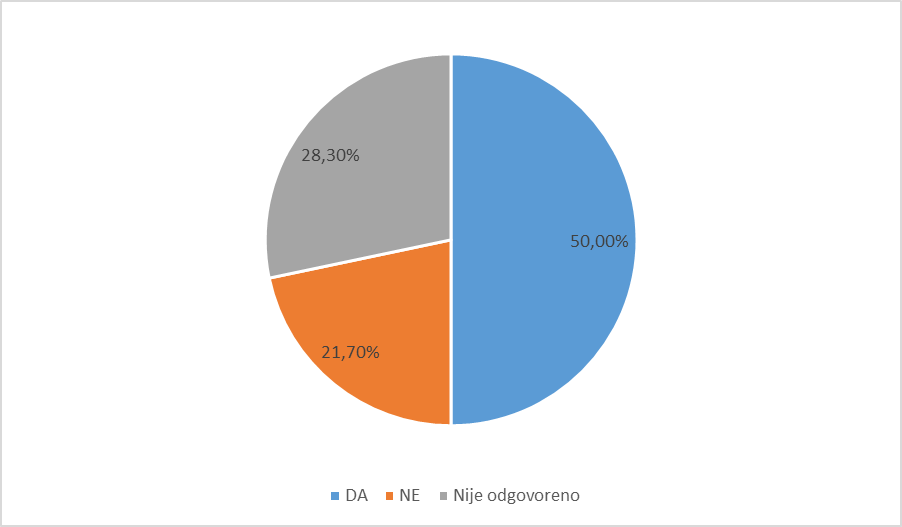 28,30%
50,00%
21,70%
DA NE Nije odgovoreno